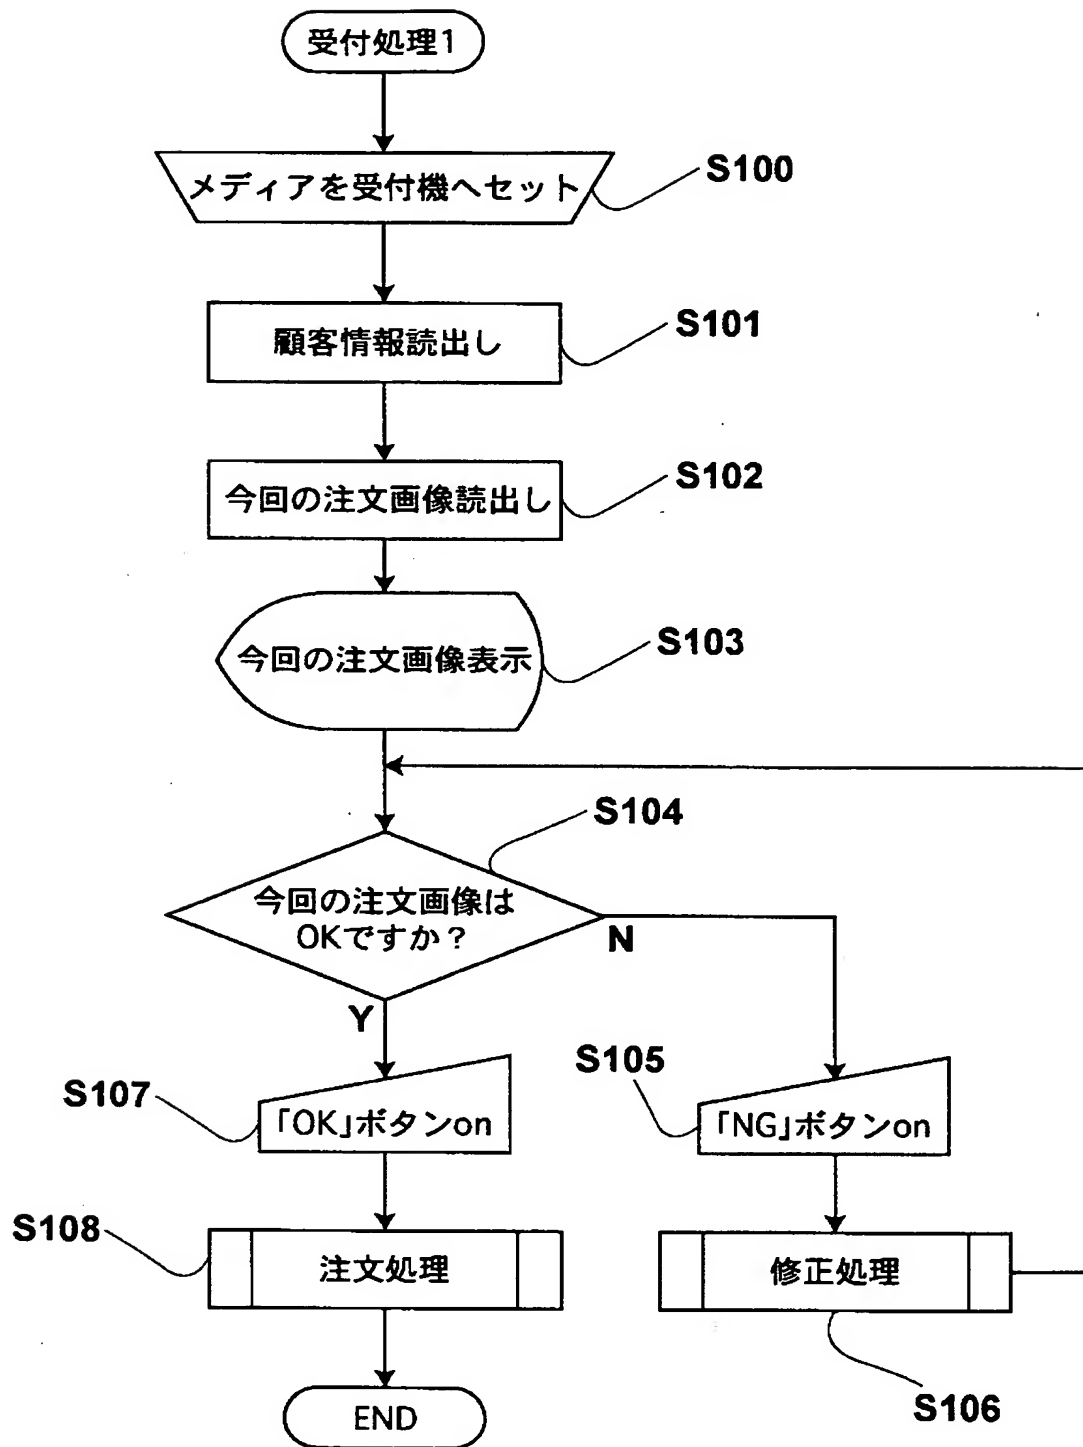 受付処理1
メディアを受付機へセット
S100
顧客情報読出し
S101
今回の注文画像読出し
S102
今回の注文画像表示
S103
S104
今回の注文画像は
OKですか？
N
Y
S107
「OK」ボタンon
S105
「NG」ボタンon
S108
注文処理
修正処理
S106
END